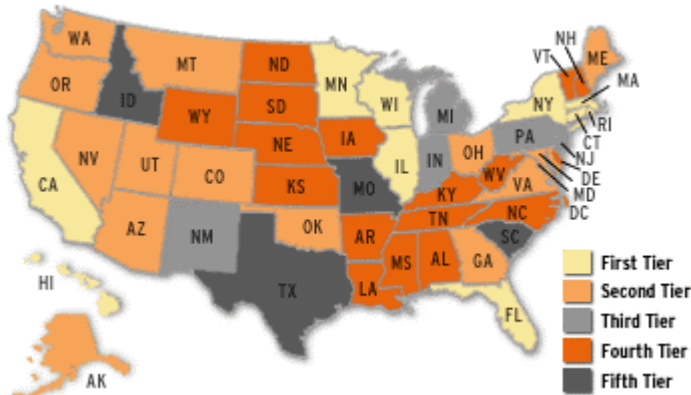 WA
MT
ND
MN
VT
NH
ME
OR
ID
WY
SD
WI
MI
NY
MA
RI
CT
NJ
DE
MD
DC
NE
IA
PA
NV
UT
CO
KS
MO
IL
IN
OH
WV
VA
KY
CA
AZ
NM
OK
AR
TN
NC
SC
MS
AL
GA
TX
LA
FL
HI
AK
First Tier
Second Tier
Third Tier
Fourth Tier
Fifth Tier